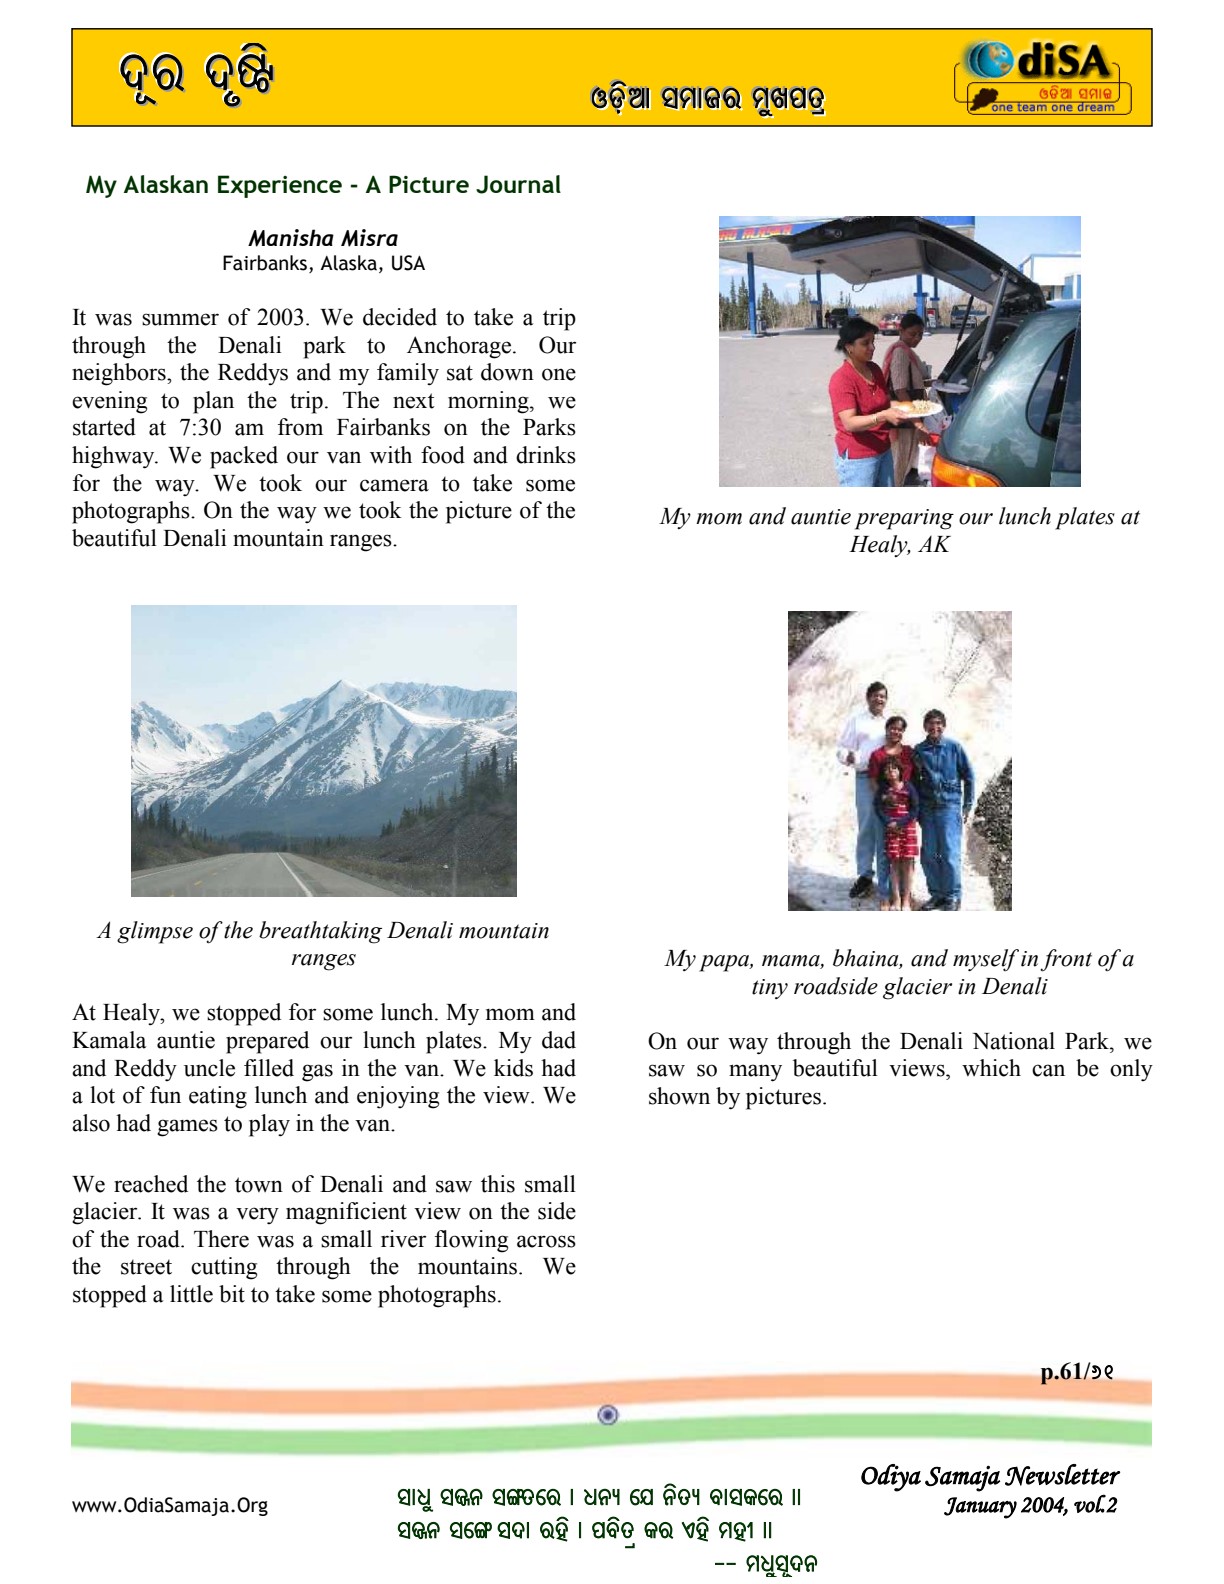 ଦୂର ଦୃଷ୍ଟି
ଓଡ଼ିଆ ସମାଜର ମୁଖପତ୍ର
diSA
ଓଡିଆ ସମାଜ
one team one dream
My Alaskan Experience - A Picture Journal
Manisha Misra
Fairbanks, Alaska, USA
It was summer of 2003. We decided to take a trip
through the Denali park to Anchorage. Our
neighbors, the Reddys and my family sat down one
evening to plan the trip. The next morning, we
started at 7:30 am from Fairbanks on the Parks
highway. We packed our van with food and drinks
for the way. We took our camera to take some
photographs. On the way we took the picture of the
beautiful Denali mountain ranges.
A glimpse of the breathtaking Denali mountain
ranges
At Healy, we stopped for some lunch. My mom and
Kamala auntie prepared our lunch plates. My dad
and Reddy uncle filled gas in the van. We kids had
a lot of fun eating lunch and enjoying the view. We
also had games to play in the van.
We reached the town of Denali and saw this small
glacier. It was a very magnificient view on the side
of the road. There was a small river flowing across
the street cutting through the mountains. We
stopped a little bit to take some photographs.
My mom and auntie preparing our lunch plates at
Healy, AK
My papa, mama, bhaina, and myself in front of a
tiny roadside glacier in Denali
On our way through the Denali National Park, we
saw so many beautiful views, which can be only
shown by pictures.
p.61/୬୧
www.OdiaSamaja.Org
ସାଧୁ ସଜ୍ଜନ ସଙ୍ଗତରେ । ଧନ୍ୟ ଯେ ନିତ୍ୟ ବାସକରେ ॥
ସଜ୍ଜନ ସଙ୍ଗେ ସଦା ରହି । ପବିତ୍ର କର ଏହି ମହୀ ॥
-- ମଧୁସୂଦନ
Odiya Samaja Newsletter
January 2004, vol.2